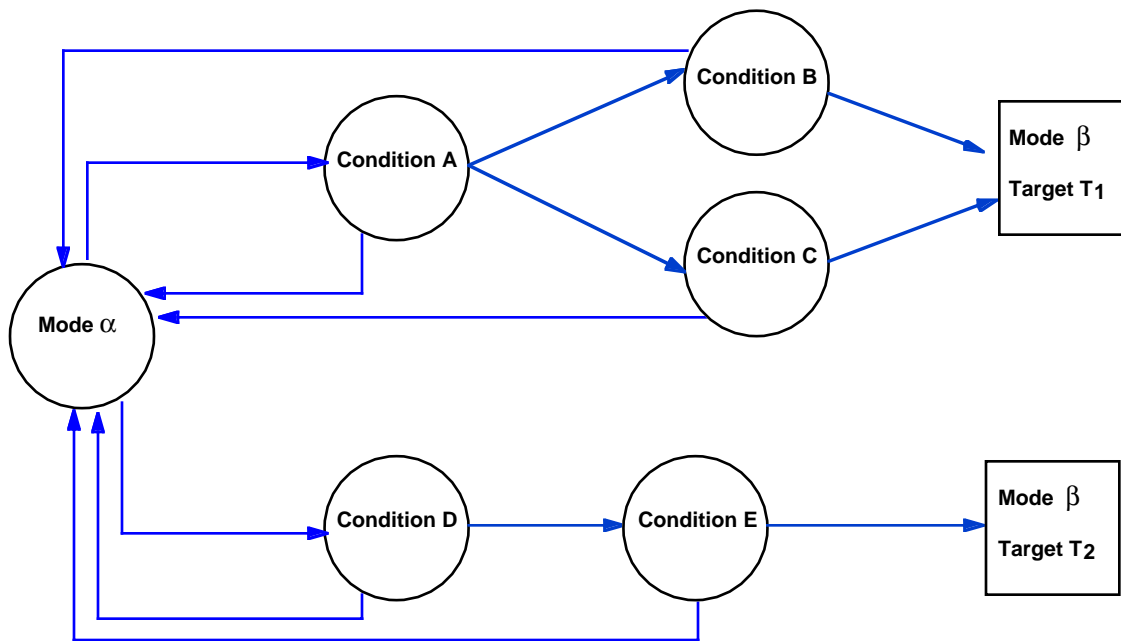 Condition B
Condition A
Mode β
Target T1
Condition C
Mode α
Condition D
Condition E
Mode β
Target T2